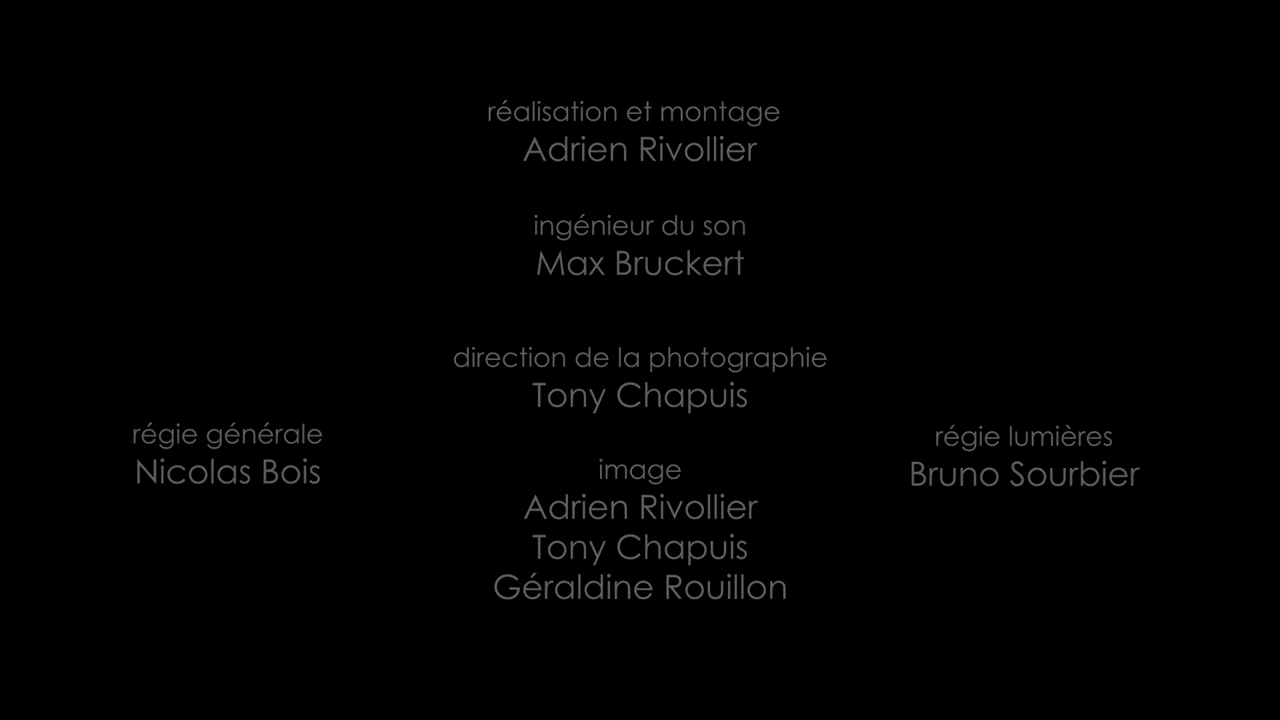 réalisation et montage
Adrien Rivollier
ingénieur du son
Max Bruckert
direction de la photographie
Tony Chapuis
régie générale
Nicolas Bois
régie lumières
Bruno Sourbier
image
Adrien Rivollier
Tony Chapuis
Géraldine Rouillon